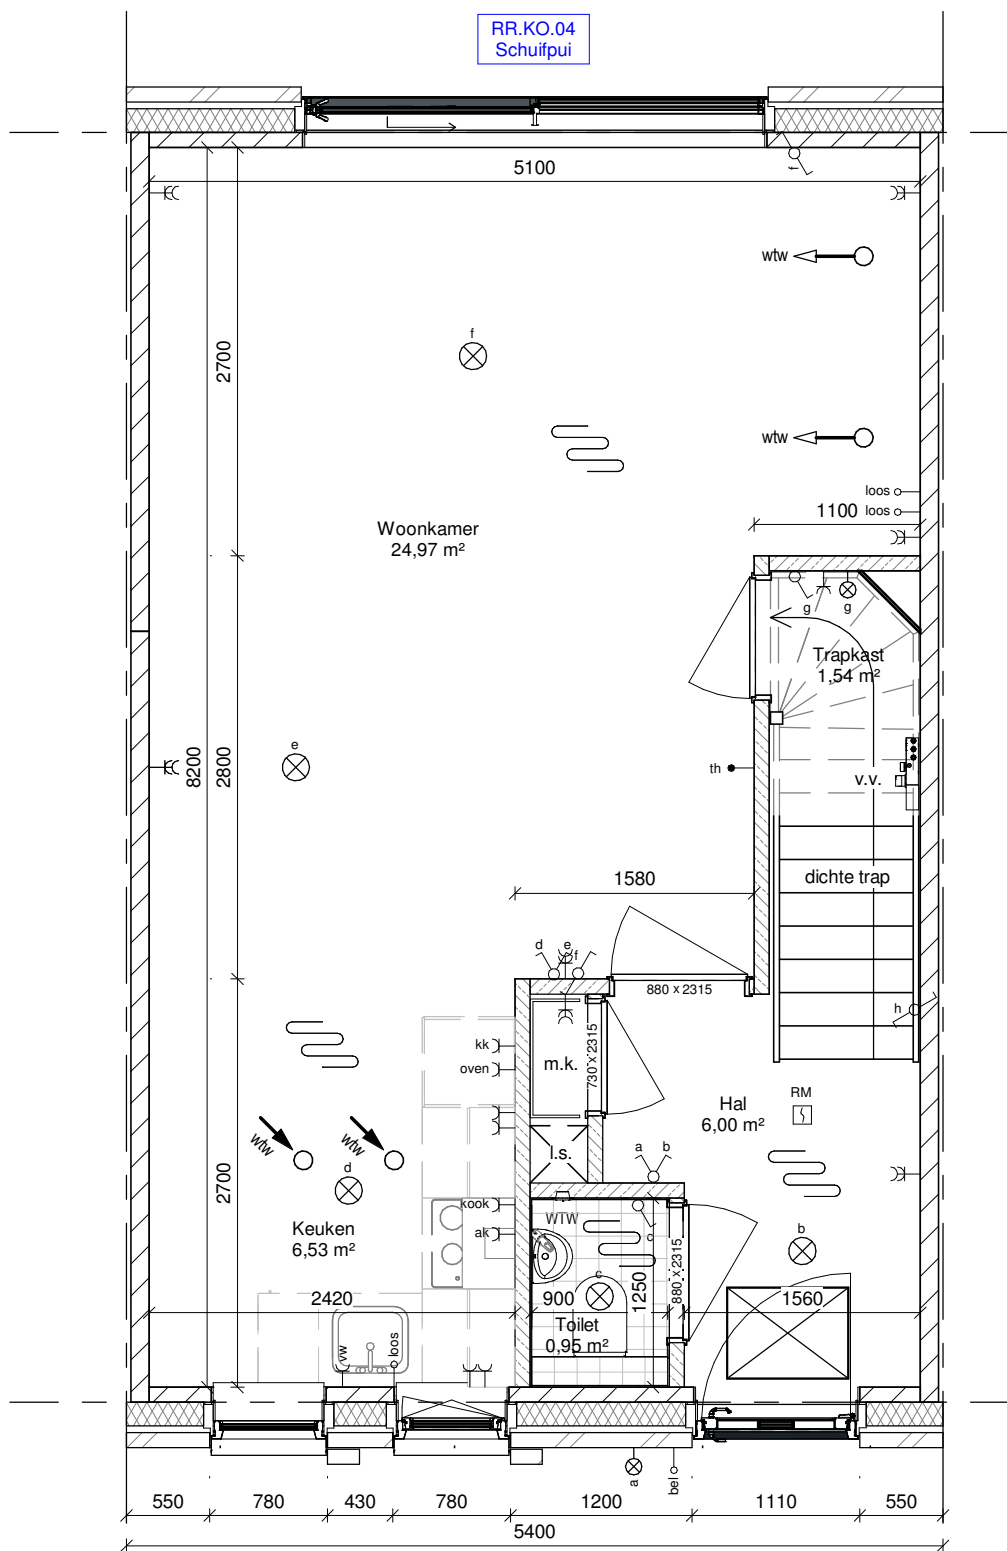 RR.KO.04
Schuifpui
5100
f
wtw
f
2700
wtw
loos
loos
1100
Woonkamer
24,97 m²
g
g
Trapkast
1,54 m²
e
8200
2800
th
v.v.
dichte trap
1580
d
e
f
880 x 2315
h
kk
oven
m.k.
730 x 2315
RM
Hal
6,00 m²
wtw
wtw
l.s.
a
b
d
2700
kook
WTW
ak
c
b
Keuken
6,53 m²
880 x 2315
c
1250
2420
900
1560
Toilet
0,95 m²
vw
loos
a
bel
550
780
430
780
1200
1110
550
5400